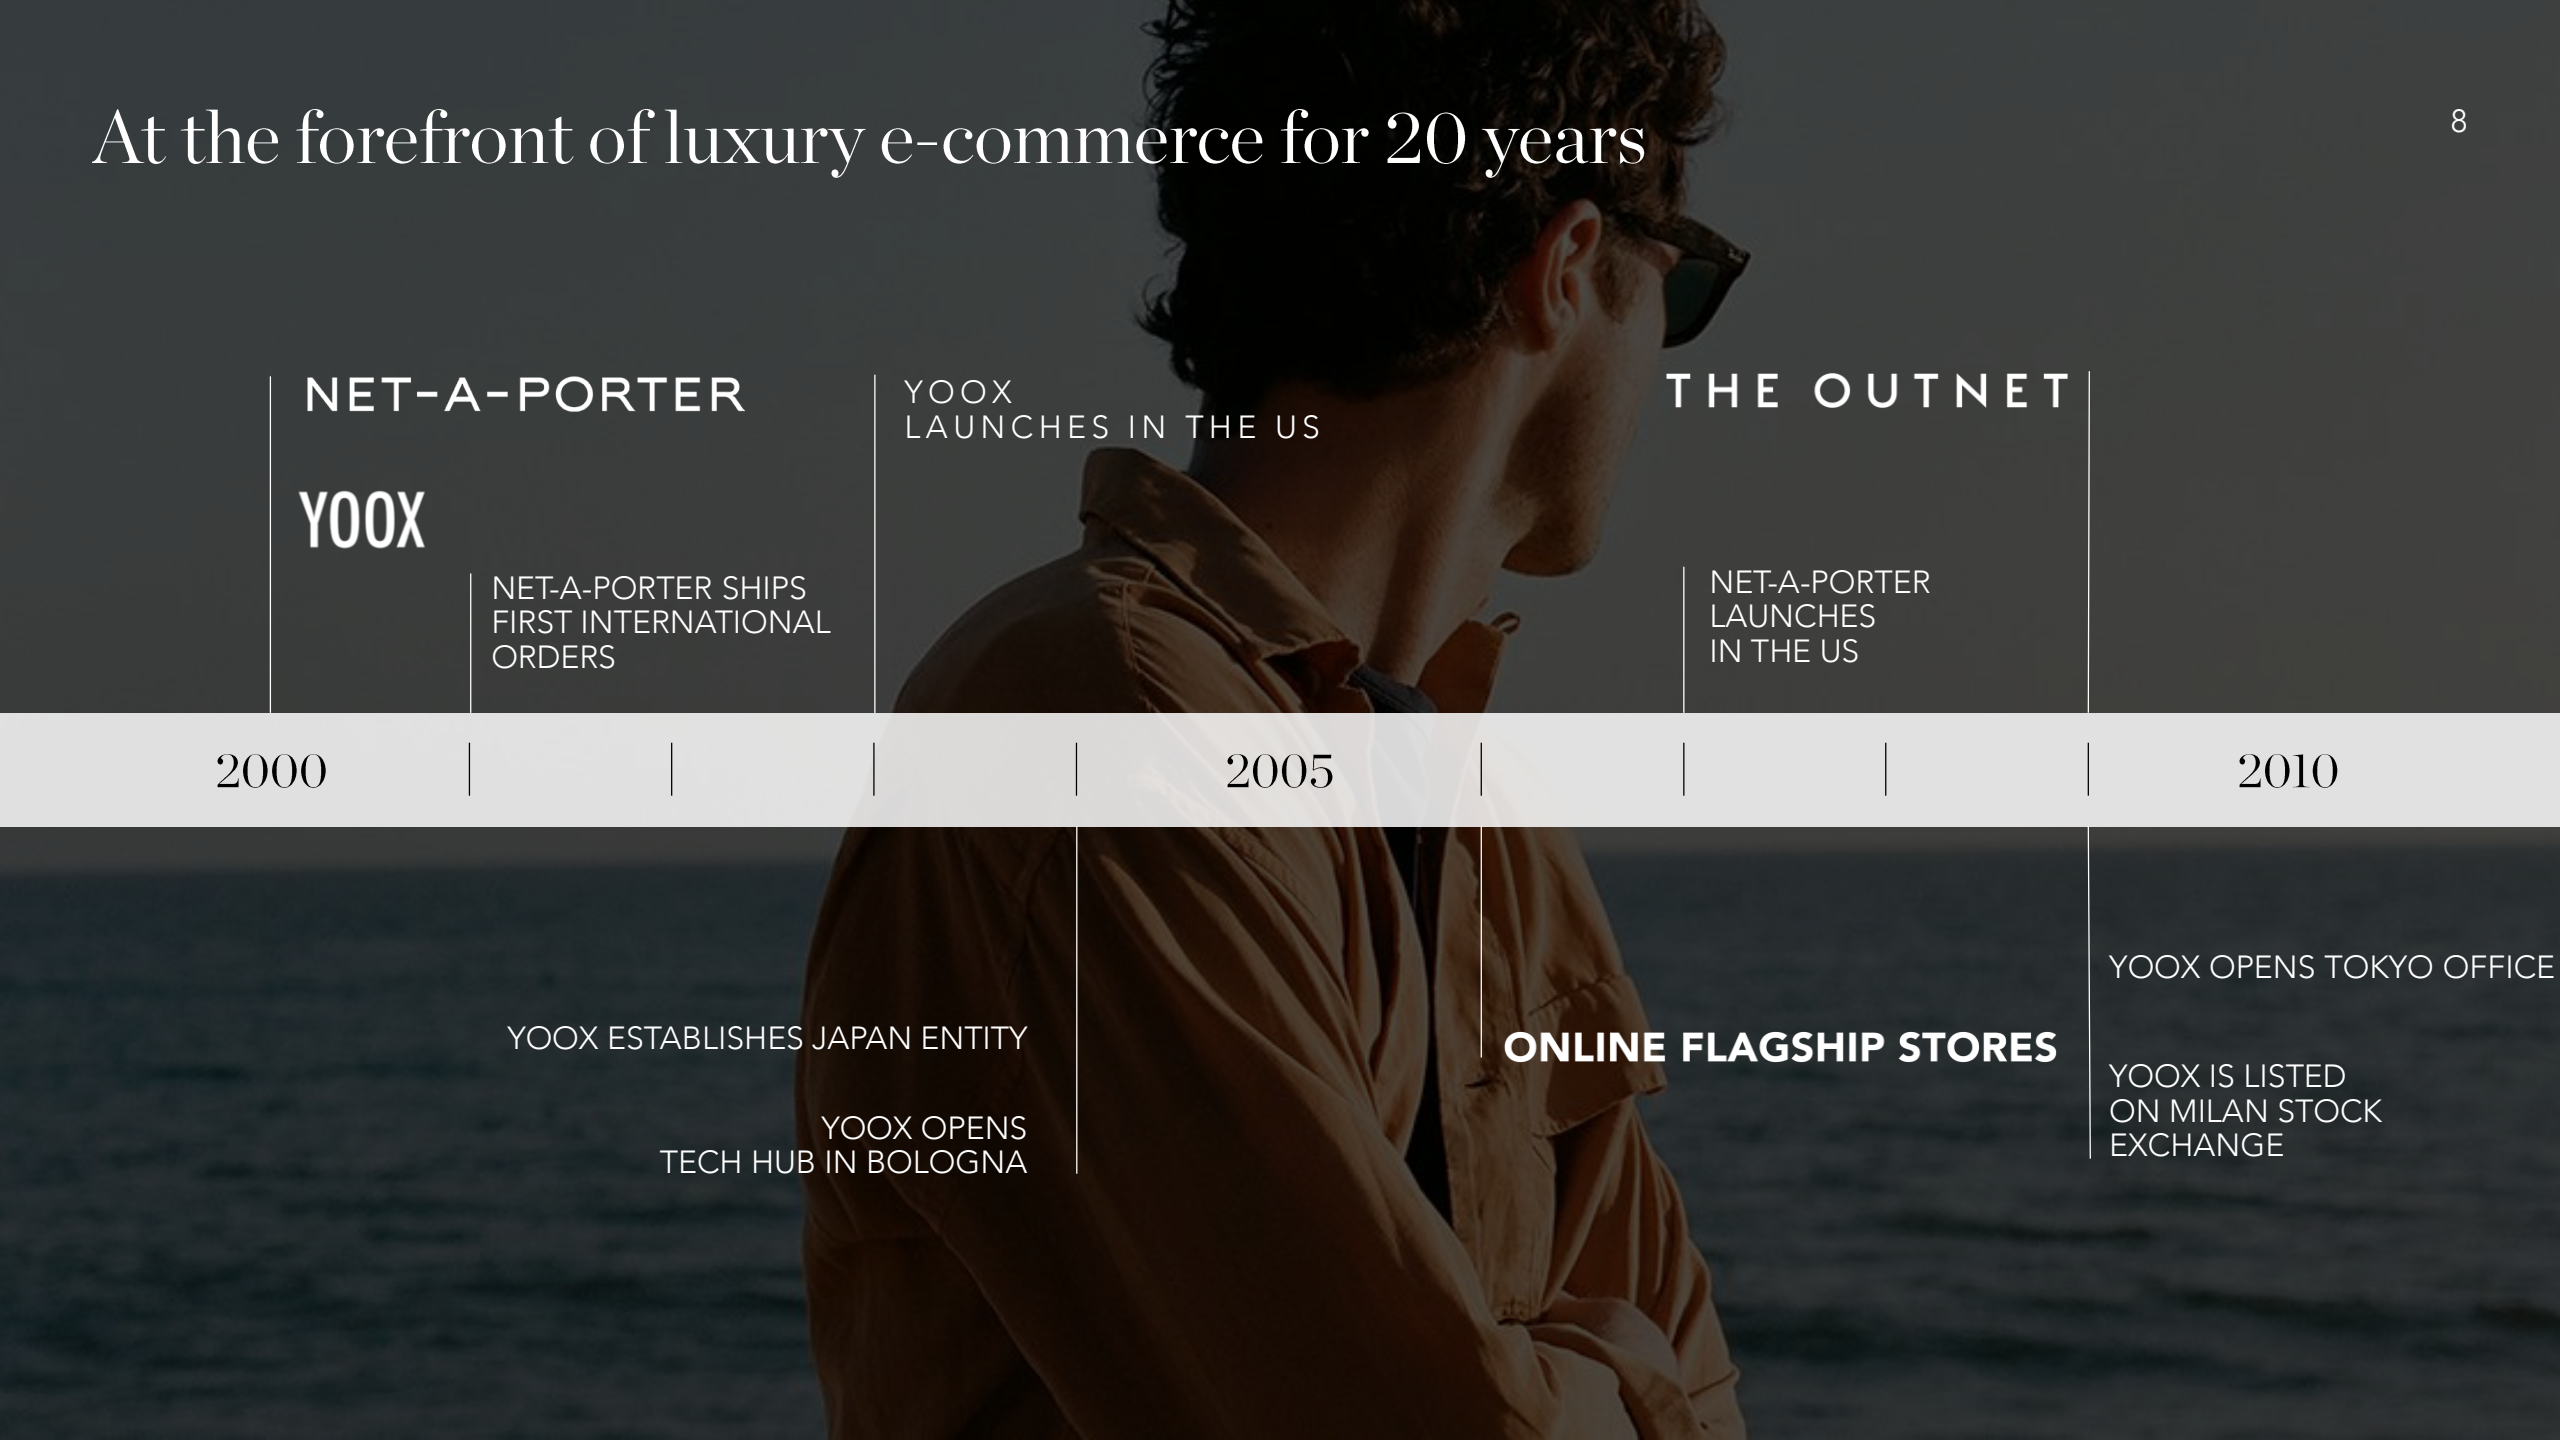 At the forefront of luxury e-commerce for 20 years
8
NET-A-PORTER
YOOX
NET-A-PORTER SHIPS
FIRST INTERNATIONAL
ORDERS
YOOX
LAUNCHES IN THE US
THE OUTNET
NET-A-PORTER
LAUNCHES
IN THE US
2000
2005
2010
YOOX ESTABLISHES JAPAN ENTITY
YOOX OPENS
TECH HUB IN BOLOGNA
ONLINE FLAGSHIP STORES
YOOX OPENS TOKYO OFFICE
YOOX IS LISTED
ON MILAN STOCK
EXCHANGE